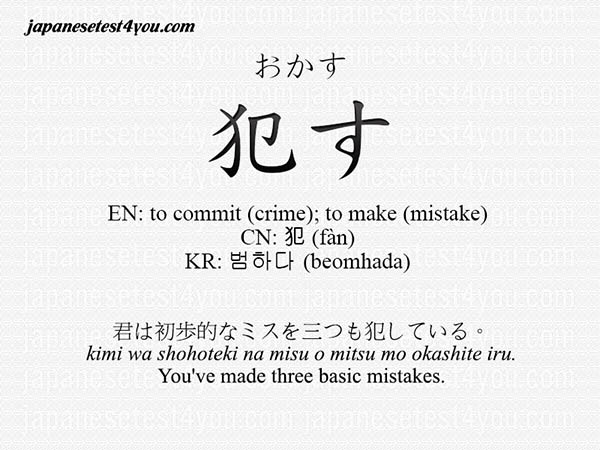 japanesetest4you.com
おかす
犯す
EN: to commit (crime); to make (mistake)
CN: 犯 (fàn)
KR: 범하다 (beomhada)
君は初歩的なミスを三つも犯している。
kimi wa shohoteki na misu o mitsu mo okashite iru.
You've made three basic mistakes.